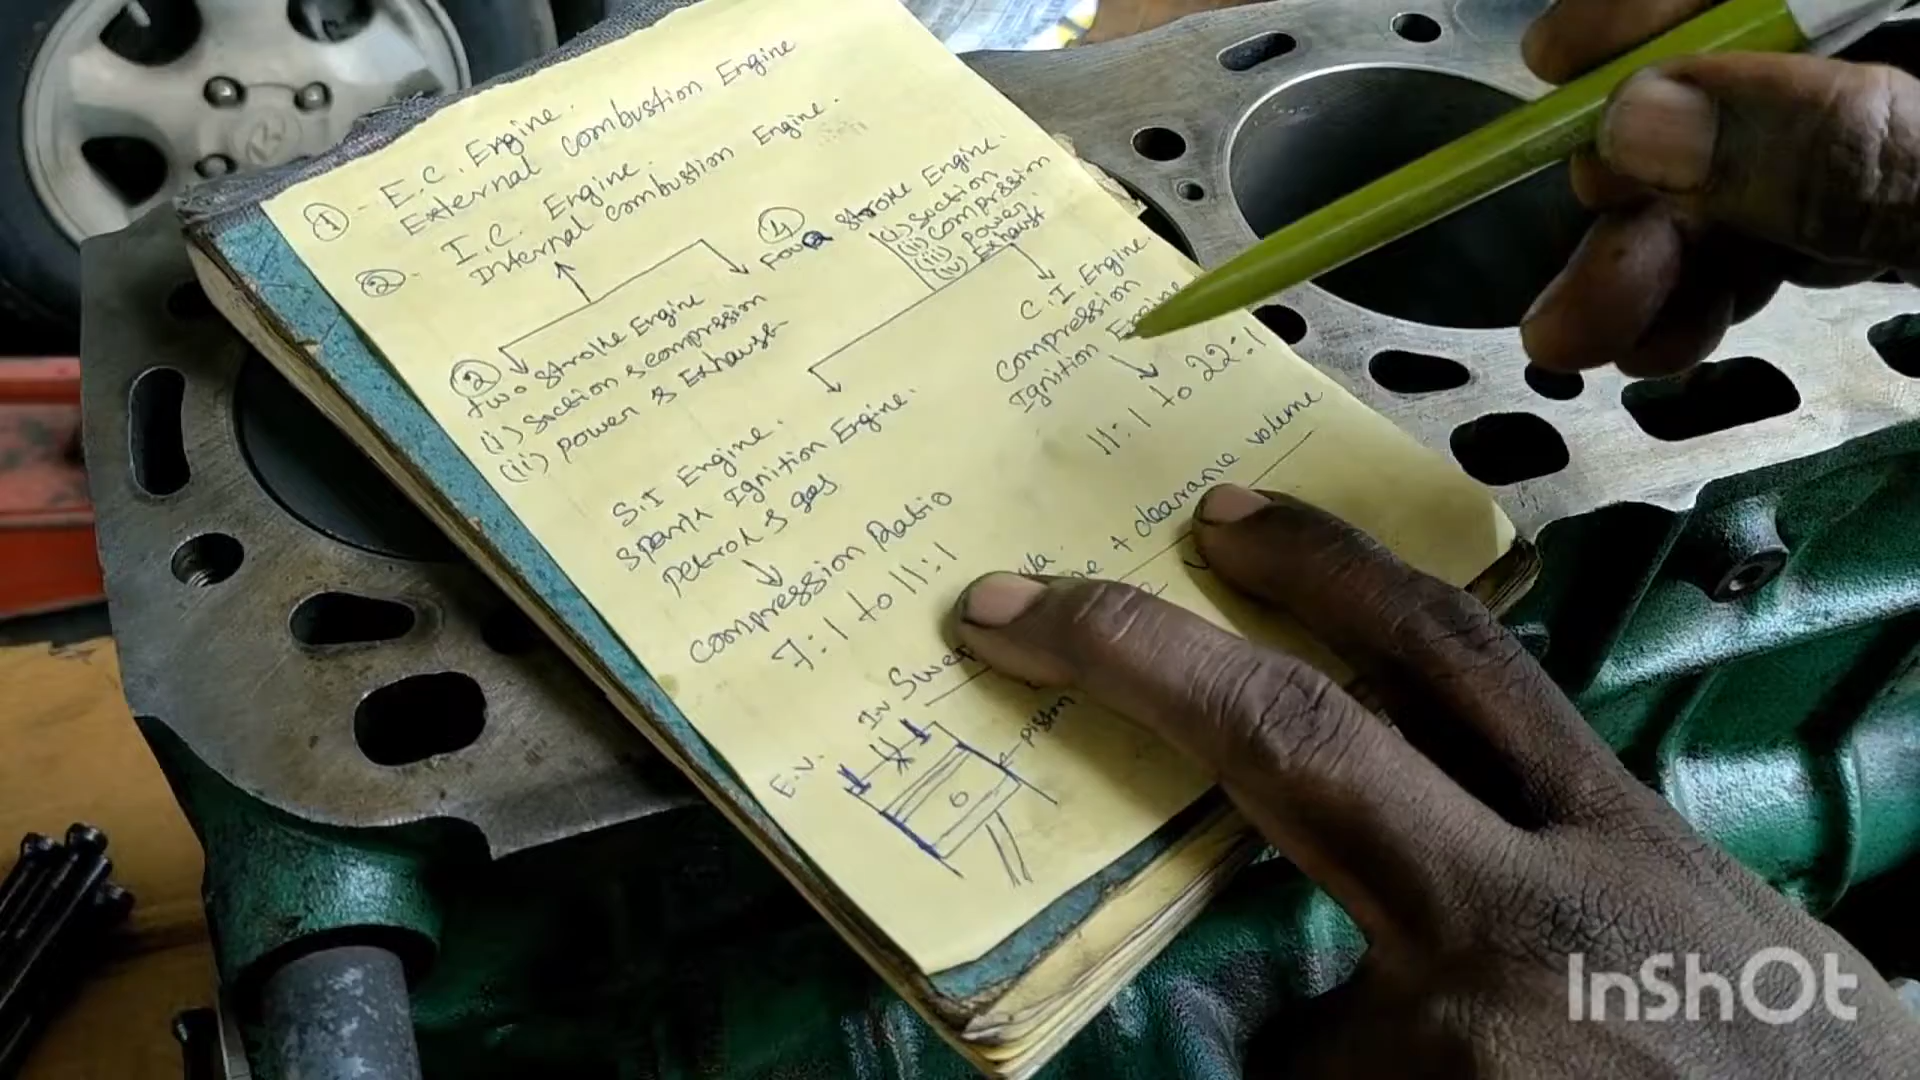 ① E.C. Engine.
External Combustion Engine
② I.C. Engine.
Internal Combustion Engine.
② two Stroke Engine
(i) Suction & compression
(ii) Power & Exhaust
④ Four Stroke Engine.
(i) Suction
(ii) Compression
(iii) Power
(iv) Exhaust
S.I Engine.
Spark Ignition Engine.
Petrol & gas
Compression Ratio
7:1 to 11:1
C.I. Engine.
Compression
Ignition Engine
11:1 to 22:1
+ clearance volume
I.V
E.V.
piston
InShOt